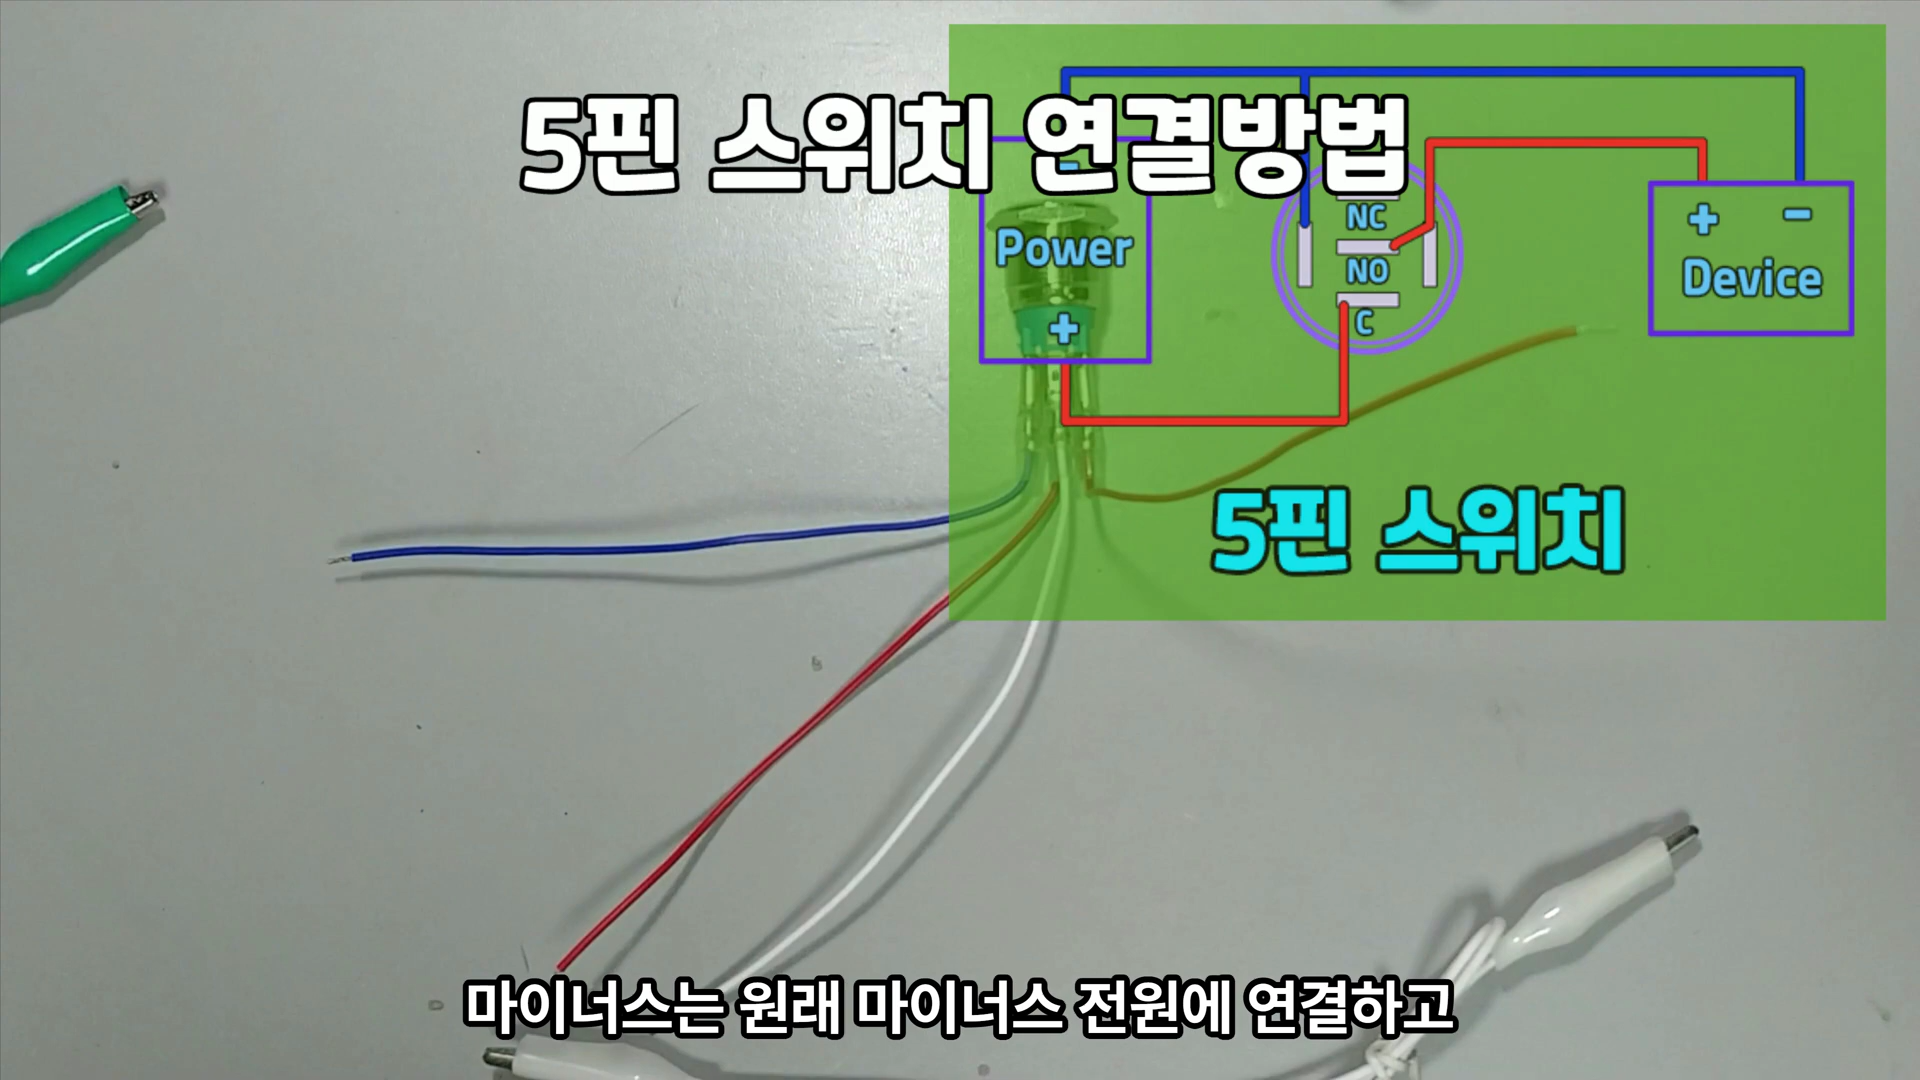 5핀 스위치 연결방법
-
NC
Power
NO
+ -
Device
+
C
5핀 스위치
마이너스는 원래 마이너스 전원에 연결하고